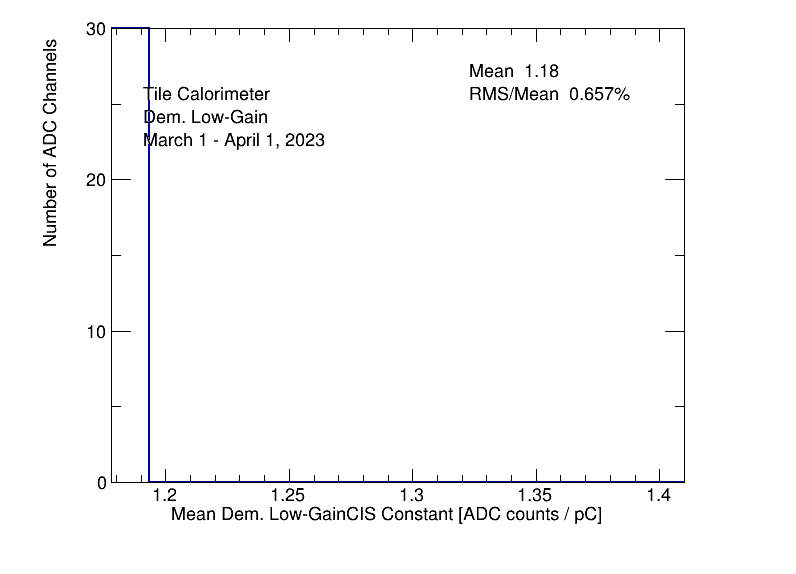 30
20
10
0
Number of ADC Channels
Mean 1.18
RMS/Mean 0.657%
Tile Calorimeter
Dem. Low-Gain
March 1 - April 1, 2023
1.2 1.25 1.3 1.35 1.4
Mean Dem. Low-GainCIS Constant [ADC counts / pC]